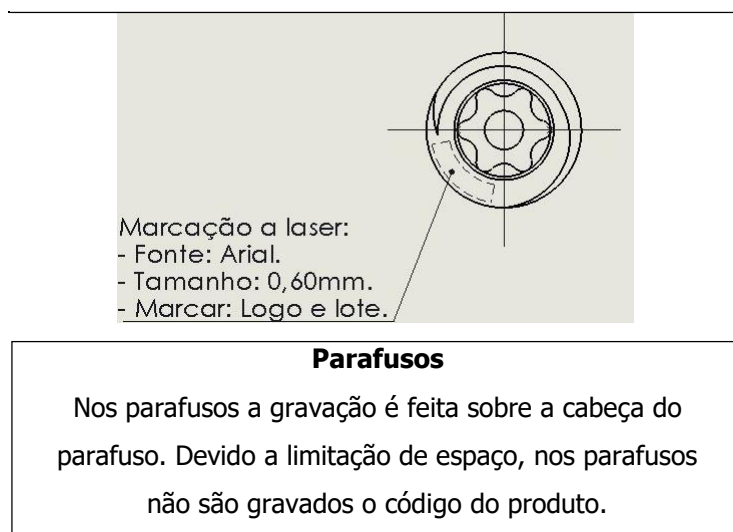 Marcação a laser:
- Fonte: Arial.
- Tamanho: 0,60mm.
- Marcar: Logo e lote.
Parafusos
Nos parafusos a gravação é feita sobre a cabeça do
parafuso. Devido a limitação de espaço, nos parafusos
não são gravados o código do produto.